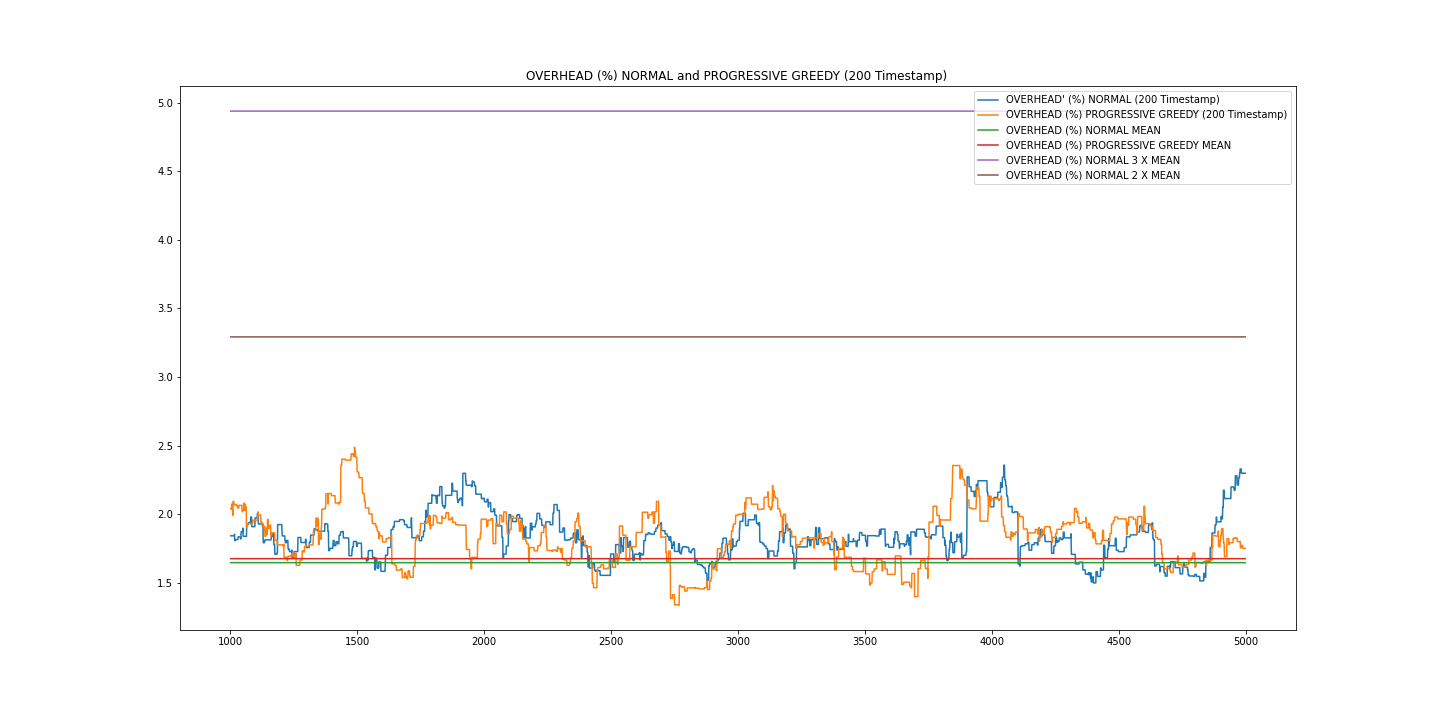 OVERHEAD (%) NORMAL and PROGRESSIVE GREEDY (200 Timestamp)
OVERHEAD' (%) NORMAL (200 Timestamp)
OVERHEAD (%) PROGRESSIVE GREEDY (200 Timestamp)
OVERHEAD (%) NORMAL MEAN
OVERHEAD (%) PROGRESSIVE GREEDY MEAN
OVERHEAD (%) NORMAL 3 X MEAN
OVERHEAD (%) NORMAL 2 X MEAN
5.0
4.5
4.0
3.5
3.0
2.5
2.0
1.5
1000 1500 2000 2500 3000 3500 4000 4500 5000